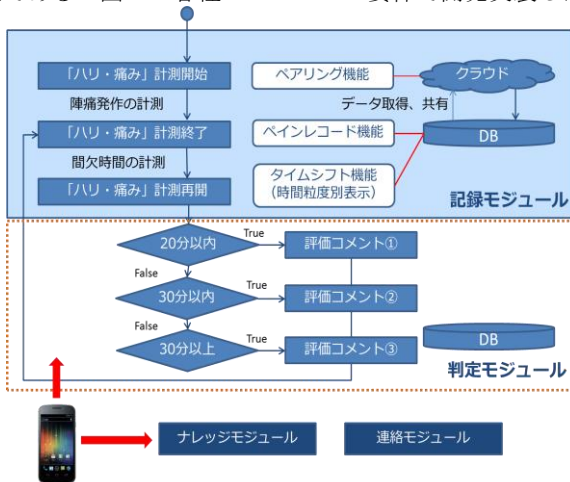 「ハリ・痛み」計測開始
陣痛発作の計測
「ハリ・痛み」計測終了
間欠時間の計測
「ハリ・痛み」計測再開
ペアリング機能
クラウド
データ取得、共有
ペインレコード機能
DB
タイムシフト機能
(時間粒度別表示)
記録モジュール
20分以内
True
評価コメント①
False
30分以内
True
評価コメント②
False
30分以上
True
評価コメント③
DB
判定モジュール
ナレッジモジュール
連絡モジュール